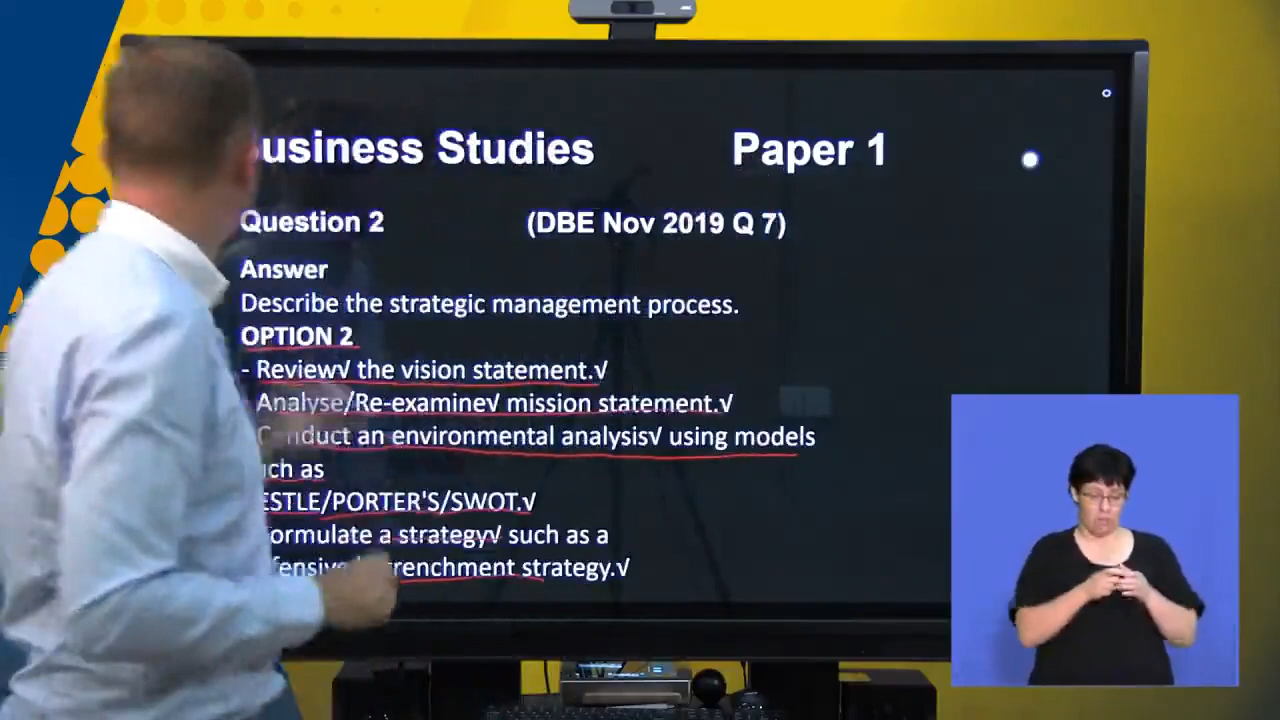 usiness Studies Paper 1
Question 2 (DBE Nov 2019 Q 7)
Answer
Describe the strategic management process.
OPTION 2
- Review√ the vision statement.√
Analyse/Re-examine√ mission statement.√
Conduct an environmental analysis√ using models
uch as
ESTLE/PORTER'S/SWOT.√
ormulate a strategy√ such as a
strategy.√